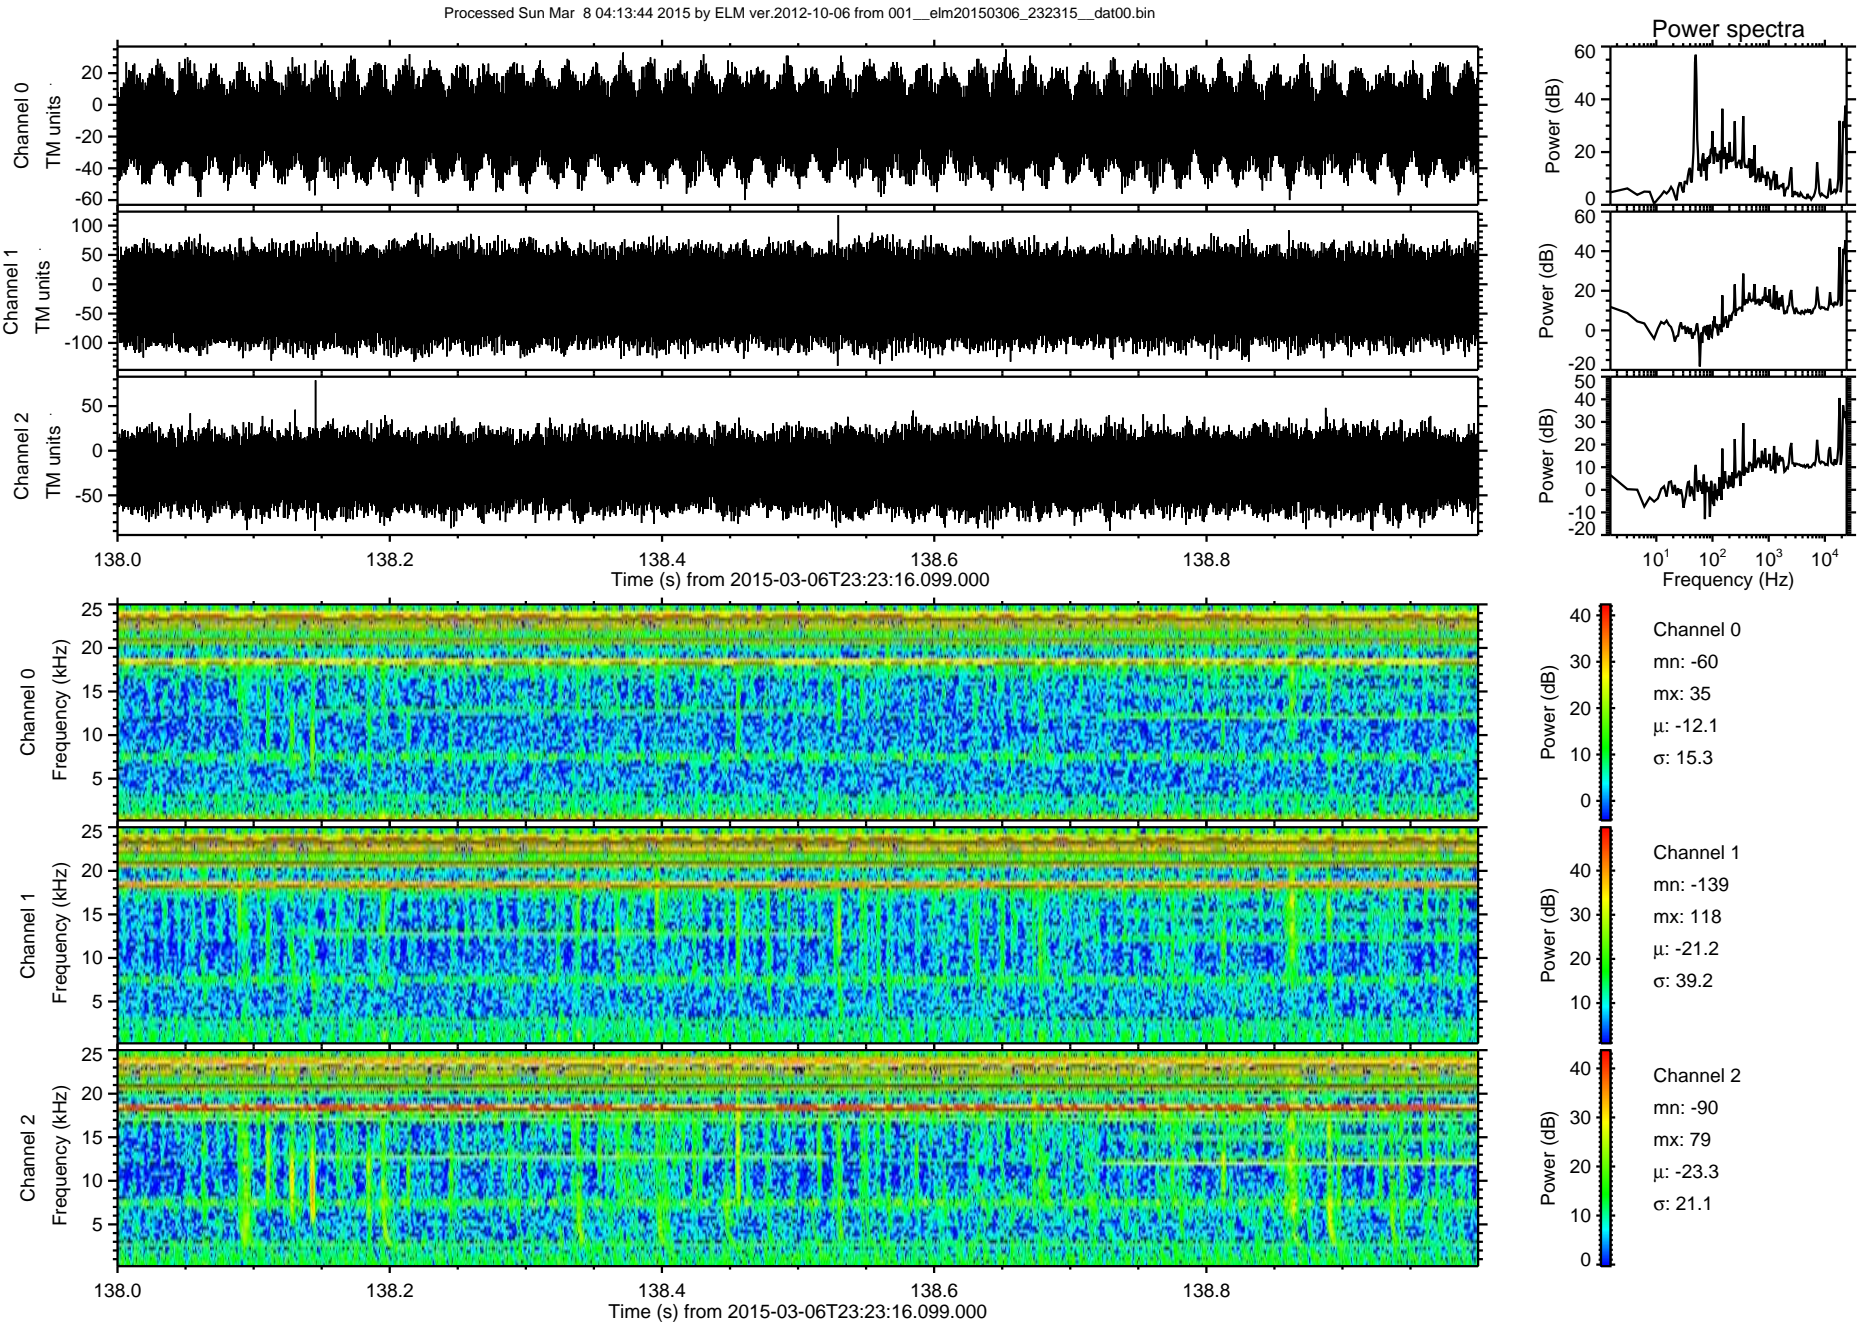 Processed Sun Mar 8 04:13:44 2015 by ELM ver.2012-10-06 from 001__elm20150306_232315__dat00.bin
Power spectra
Channel 0
TM units
20
0
-20
-40
-60
Power (dB)
60
40
20
0
Channel 1
TM units
100
50
0
-50
-100
Power (dB)
60
40
20
0
-20
Channel 2
TM units
50
0
-50
Power (dB)
50
40
30
20
10
0
-10
-20
138.0 138.2 138.4 138.6 138.8
Time (s) from 2015-03-06T23:23:16.099.000
10^1 10^2 10^3 10^4
Frequency (Hz)
Channel 0
Frequency (kHz)
25
20
15
10
5
Power (dB)
40
30
20
10
0
Channel 0
mn: -60
mx: 35
μ: -12.1
σ: 15.3
Channel 1
Frequency (kHz)
25
20
15
10
5
Power (dB)
40
30
20
10
Channel 1
mn: -139
mx: 118
μ: -21.2
σ: 39.2
Channel 2
Frequency (kHz)
25
20
15
10
5
Power (dB)
40
30
20
10
0
Channel 2
mn: -90
mx: 79
μ: -23.3
σ: 21.1
138.0 138.2 138.4 138.6 138.8
Time (s) from 2015-03-06T23:23:16.099.000